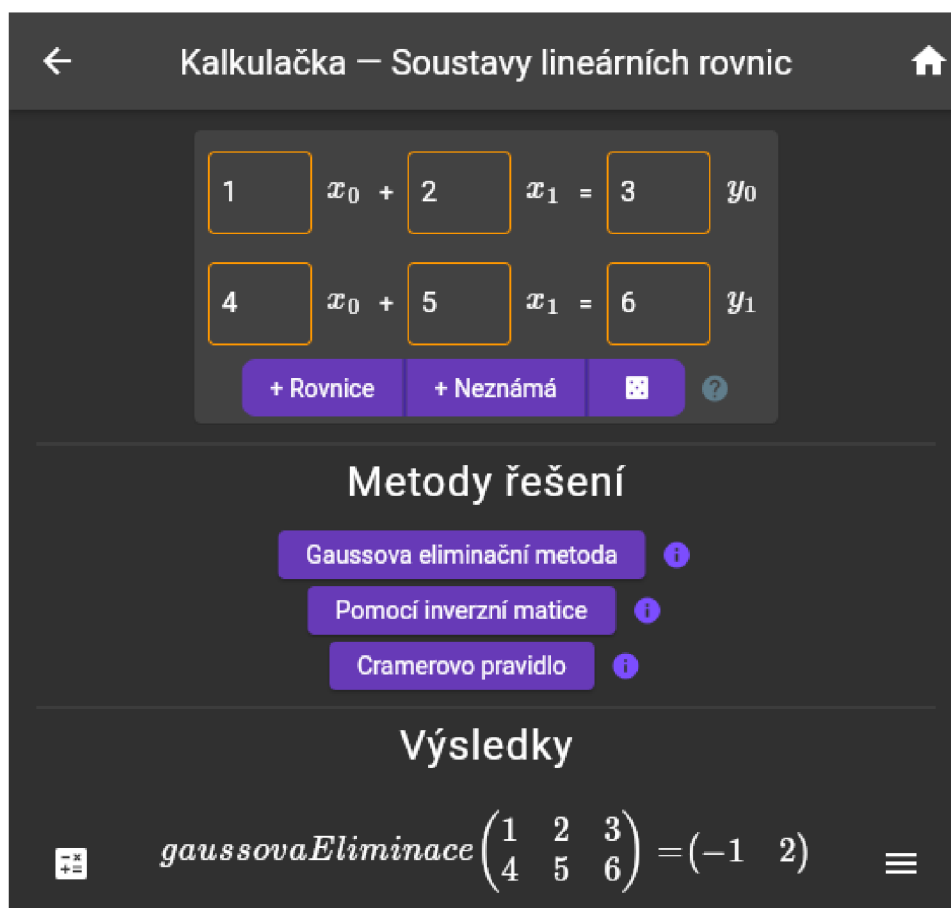 Kalkulačka — Soustavy lineárních rovnic
1 x₀ + 2 x₁ = 3 y₀
4 x₀ + 5 x₁ = 6 y₁
+ Rovnice + Neznámá ?
Metody řešení
Gaussova eliminační metoda i
Pomocí inverzní matice i
Cramerovo pravidlo i
Výsledky
gaussovaEliminace(1 2 3
4 5 6) = (−1 2)